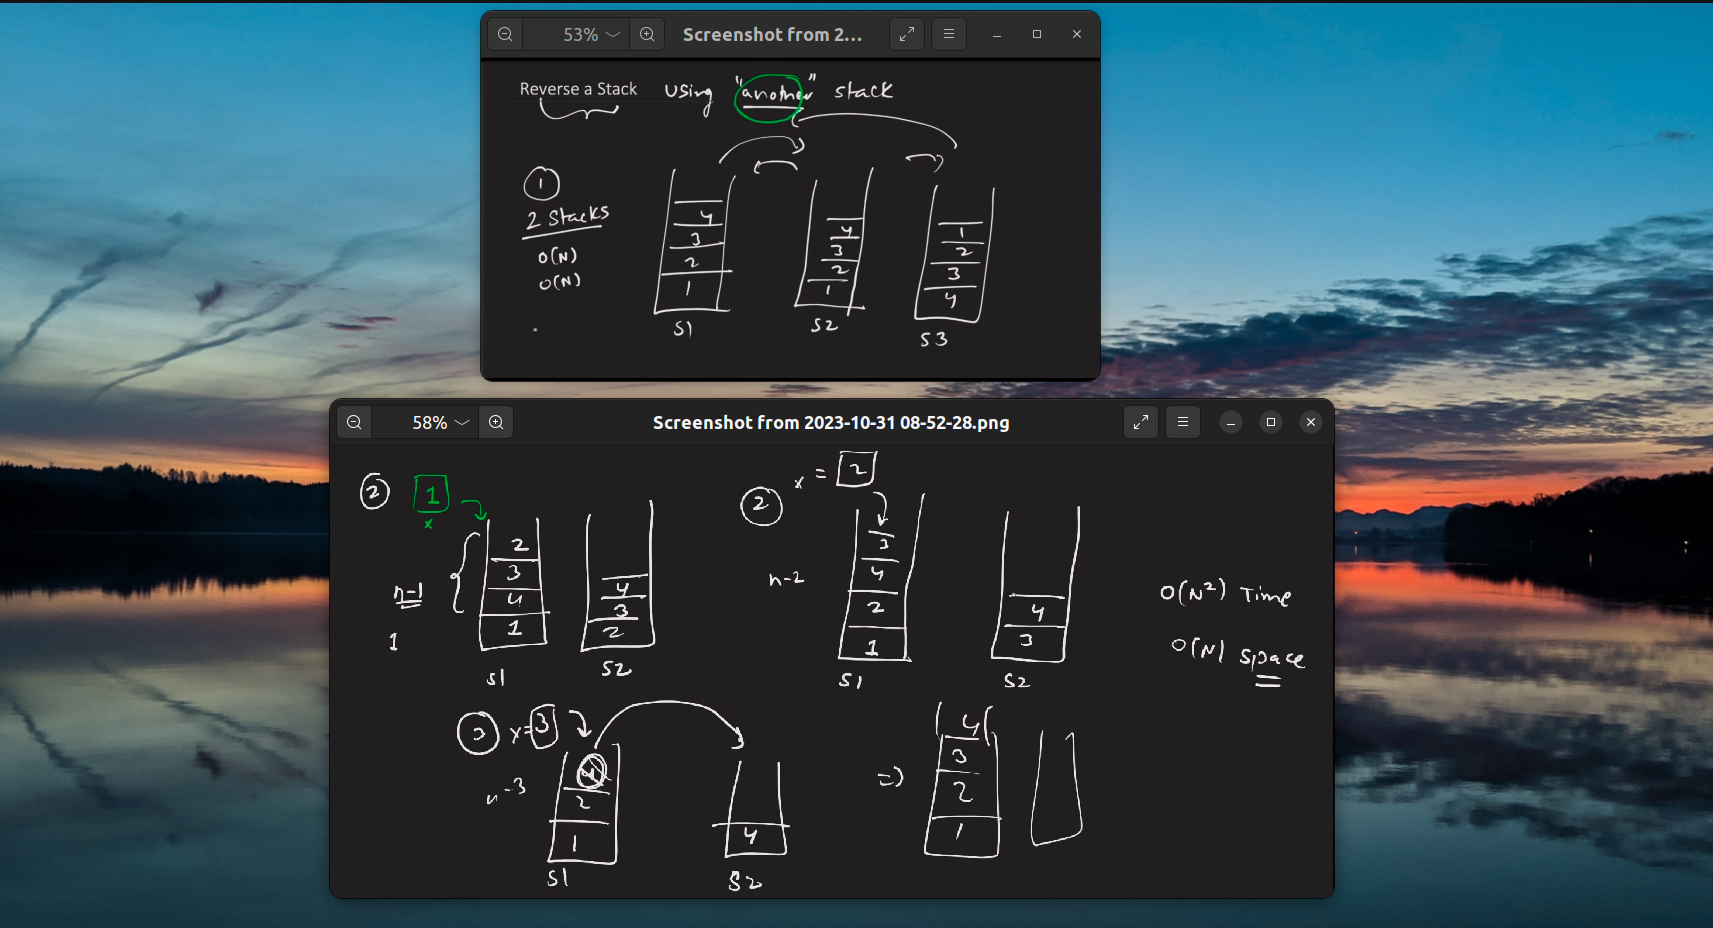 53%
Screenshot from 2...
Reverse a Stack using "another" stack
1
2 Stacks
O(N)
O(N)
4
3
2
1
S1
4
3
2
1
S2
1
2
3
4
S3
58%
Screenshot from 2023-10-31 08-52-28.png
2
1
x
n-1
1
2
3
4
1
S1
4
3
2
S2
2
x = 2
n-2
3
4
2
1
S1
4
3
S2
O(N²) Time
O(N) space
x=3
n-3
2
1
S1
4
S2
=>
4
3
2
1